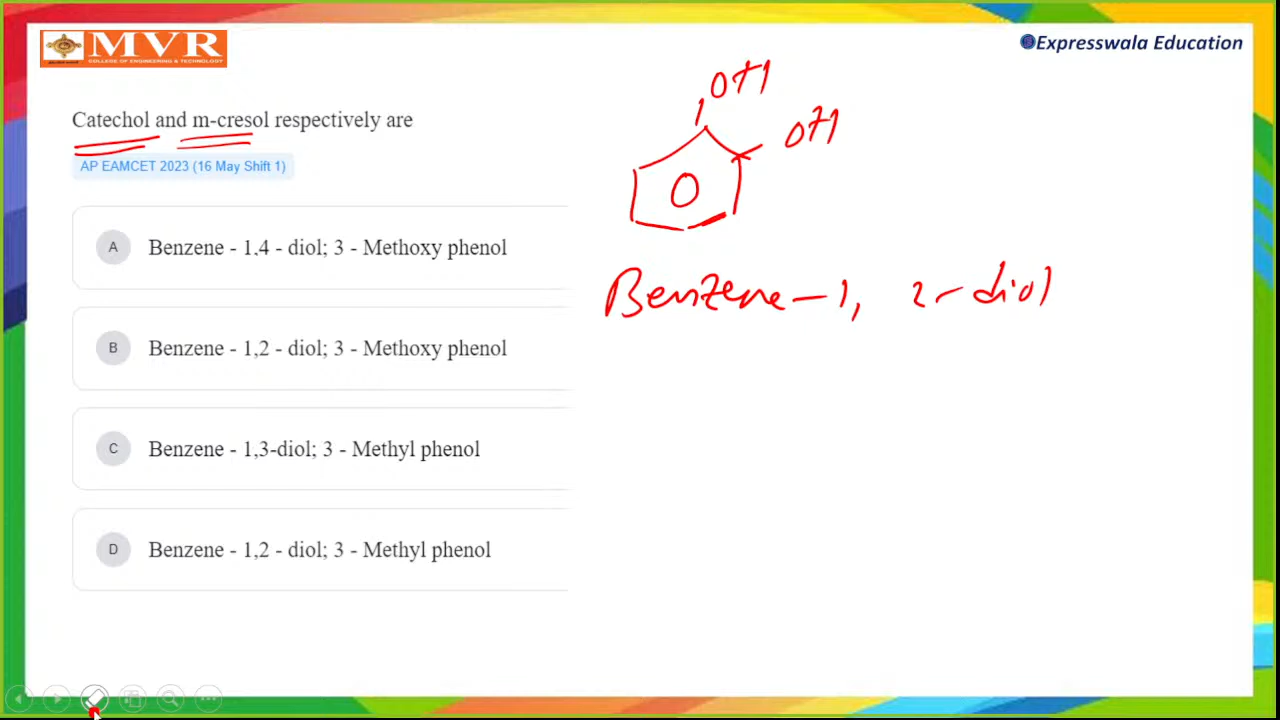 MVR
COLLEGE OF ENGINEERING & TECHNOLOGY
Expresswala Education
Catechol and m-cresol respectively are
AP EAMCET 2023 (16 May Shift 1)
A Benzene - 1,4 - diol; 3 - Methoxy phenol
B Benzene - 1,2 - diol; 3 - Methoxy phenol
C Benzene - 1,3-diol; 3 - Methyl phenol
D Benzene - 1,2 - diol; 3 - Methyl phenol
OH
OH
Benzene - 1, 2 - diol